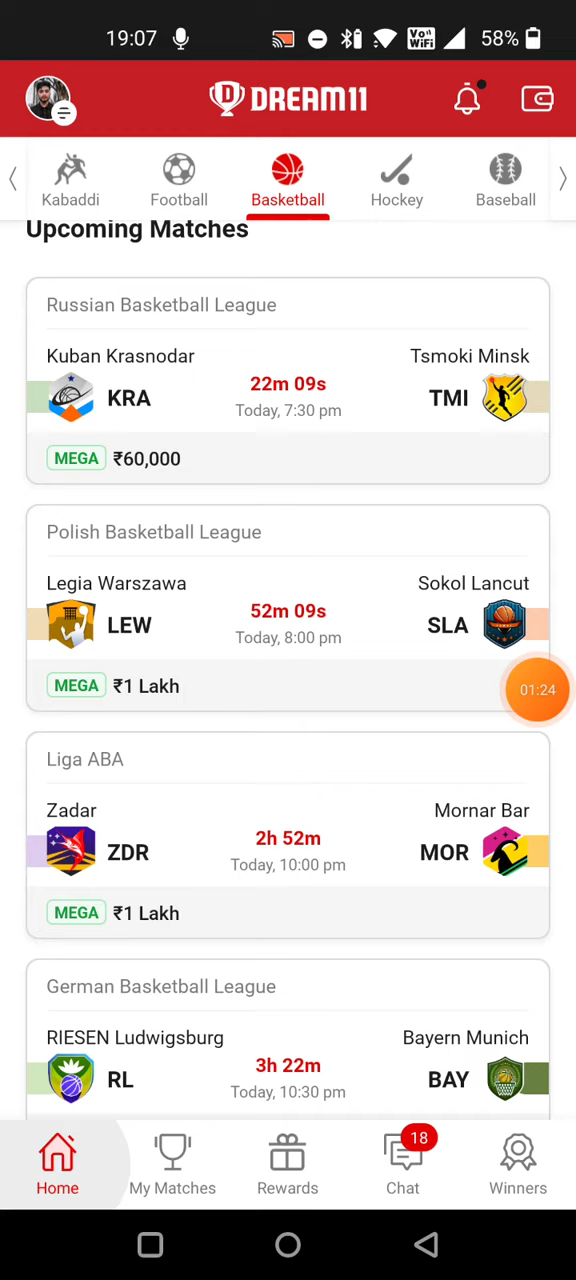 19:07 Vo)) WiFi 58%
DREAM11
Kabaddi Football Basketball Hockey Baseball
Upcoming Matches
Russian Basketball League
Kuban Krasnodar Tsmoki Minsk
KRA 22m 09s TMI
Today, 7:30 pm
MEGA ₹60,000
Polish Basketball League
Legia Warszawa Sokol Lancut
LEW 52m 09s SLA
Today, 8:00 pm
MEGA ₹1 Lakh
01:24
Liga ABA
Zadar Mornar Bar
ZDR 2h 52m MOR
Today, 10:00 pm
MEGA ₹1 Lakh
German Basketball League
RIESEN Ludwigsburg Bayern Munich
RL 3h 22m BAY
Today, 10:30 pm
18
Home My Matches Rewards Chat Winners